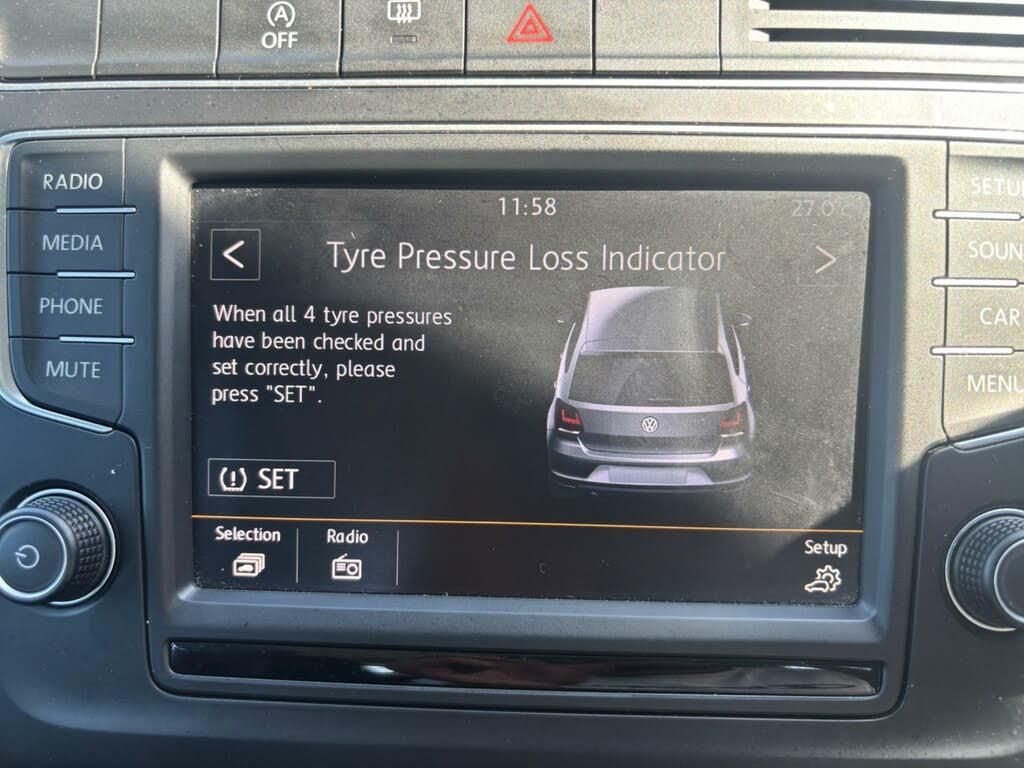 A
OFF
RADIO
MEDIA
PHONE
MUTE
11:58
27.0°C
Tyre Pressure Loss Indicator
When all 4 tyre pressures
have been checked and
set correctly, please
press "SET".
(!) SET
Selection
Radio
Setup
SETU
SOUN
CAR
MENU